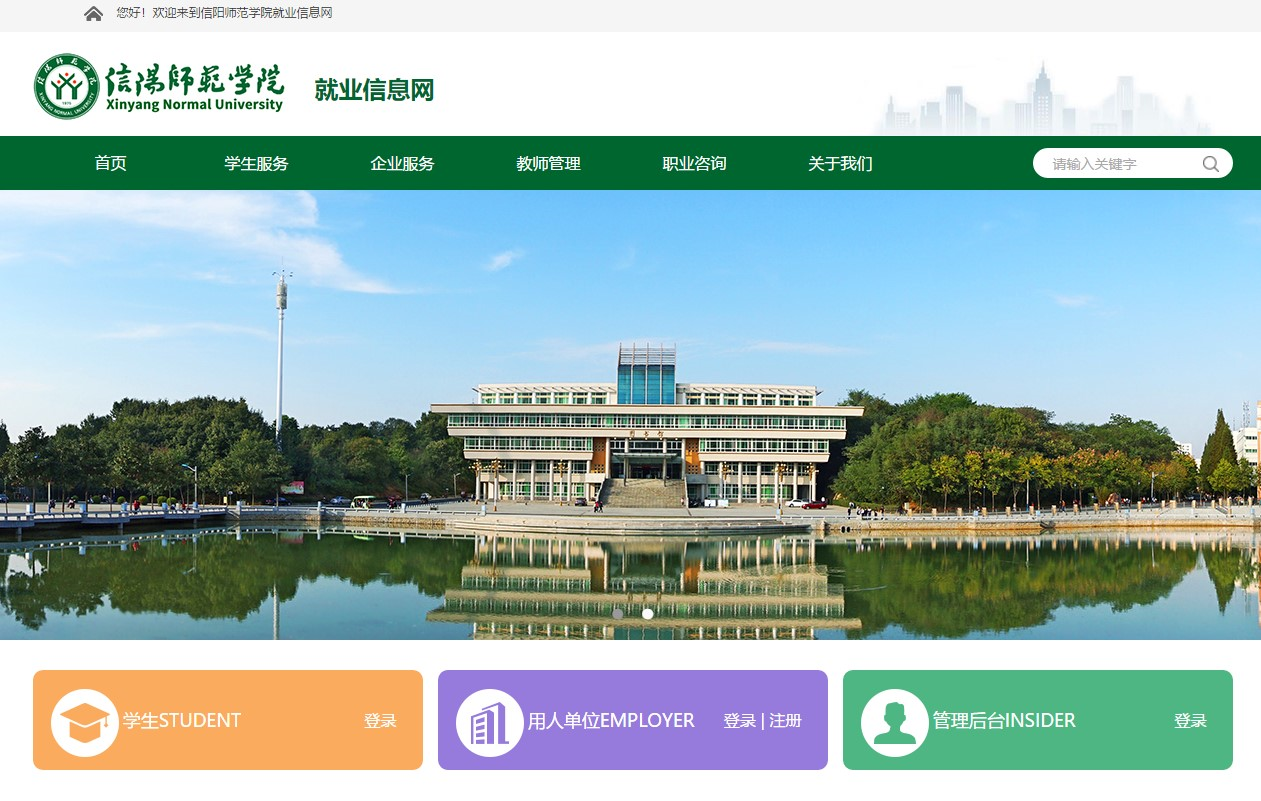 您好！欢迎来到信阳师范学院就业信息网
信陽師範学院
Xinyang Normal University
就业信息网
首页 学生服务 企业服务 教师管理 职业咨询 关于我们 请输入关键字
学生STUDENT 登录
用人单位EMPLOYER 登录 | 注册
管理后台INSIDER 登录